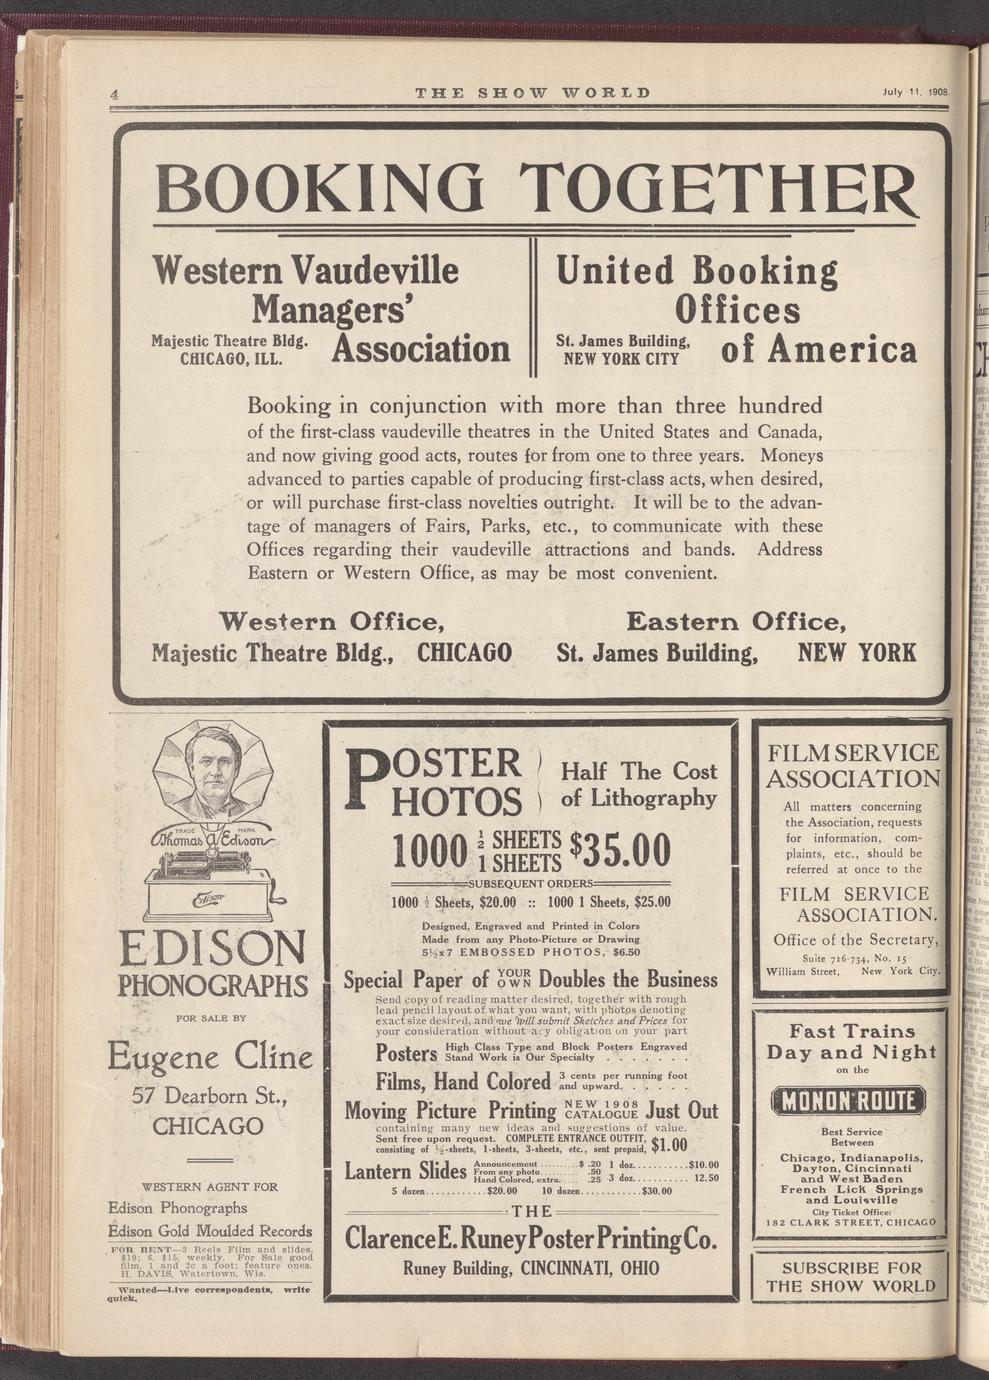 4
THE SHOW WORLD
July 11, 1908.
BOOKING TOGETHER
Western Vaudeville
Managers'
Majestic Theatre Bldg.
CHICAGO, ILL.
Association
United Booking
Offices
St. James Building,
NEW YORK CITY
of America
Booking in conjunction with more than three hundred
of the first-class vaudeville theatres in the United States and Canada,
and now giving good acts, routes for from one to three years. Moneys
advanced to parties capable of producing first-class acts, when desired,
or will purchase first-class novelties outright. It will be to the advan-
tage of managers of Fairs, Parks, etc., to communicate with these
Offices regarding their vaudeville attractions and bands. Address
Eastern or Western Office, as may be most convenient.
Western Office,
Majestic Theatre Bldg., CHICAGO
Eastern Office,
St. James Building, NEW YORK
TRADE MARK
Thomas A Edison
Edison
EDISON
PHONOGRAPHS
FOR SALE BY
Eugene Cline
57 Dearborn St.,
CHICAGO
WESTERN AGENT FOR
Edison Phonographs
Edison Gold Moulded Records
FOR RENT—3 Reels Film and slides,
$10; 6, $15, weekly. For Sale good
film, 1 and 2c a foot; feature ones.
H. DAVIS, Watertown, Wis.
Wanted—Live correspondents, write
quick.
POSTER
PHOTOS
Half The Cost
of Lithography
1000 ½ SHEETS
1 SHEETS $35.00
SUBSEQUENT ORDERS
1000 ½ Sheets, $20.00 :: 1000 1 Sheets, $25.00
Designed, Engraved and Printed in Colors
Made from any Photo-Picture or Drawing
5½x7 EMBOSSED PHOTOS, $6.50
Special Paper of YOUR OWN Doubles the Business
Send copy of reading matter desired, together with rough
lead pencil layout of what you want, with photos denoting
exact size desired, and we will submit Sketches and Prices for
your consideration without any obligation on your part
Posters High Class Type and Block Posters Engraved
Stand Work is Our Specialty . . . . . . .
Films, Hand Colored 3 cents per running foot
and upward. . . . . .
Moving Picture Printing NEW 1908 CATALOGUE Just Out
containing many new ideas and suggestions of value.
Sent free upon request. COMPLETE ENTRANCE OUTFIT,
consisting of ½-sheets, 1-sheets, 3-sheets, etc., sent prepaid, $1.00
Lantern Slides
Announcement ......... $ .20 1 doz. .......... $10.00
From any photo .......... .50
Hand Colored, extra ..... .25 3 doz. .......... 12.50
5 dozen ........... $20.00 10 dozen ........... $30.00
THE
Clarence E. Runey Poster Printing Co.
Runey Building, CINCINNATI, OHIO
FILM SERVICE
ASSOCIATION
All matters concerning
the Association, requests
for information, com-
plaints, etc., should be
referred at once to the
FILM SERVICE
ASSOCIATION.
Office of the Secretary,
Suite 716-734, No. 15
William Street, New York City.
Fast Trains
Day and Night
on the
MONON ROUTE
Best Service
Between
Chicago, Indianapolis,
Dayton, Cincinnati
and West Baden
French Lick Springs
and Louisville
City Ticket Office:
182 CLARK STREET, CHICAGO
SUBSCRIBE FOR
THE SHOW WORLD